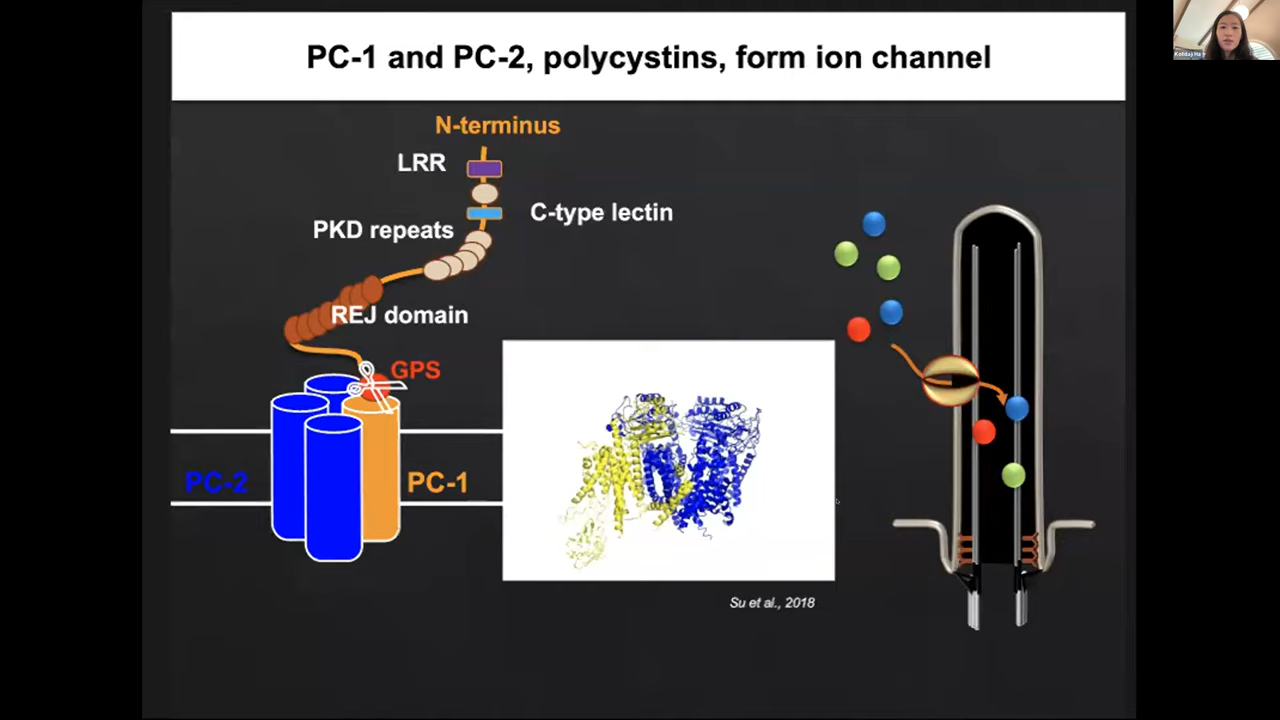 PC-1 and PC-2, polycystins, form ion channel
N-terminus
LRR
C-type lectin
PKD repeats
REJ domain
GPS
PC-2
PC-1
Su et al., 2018